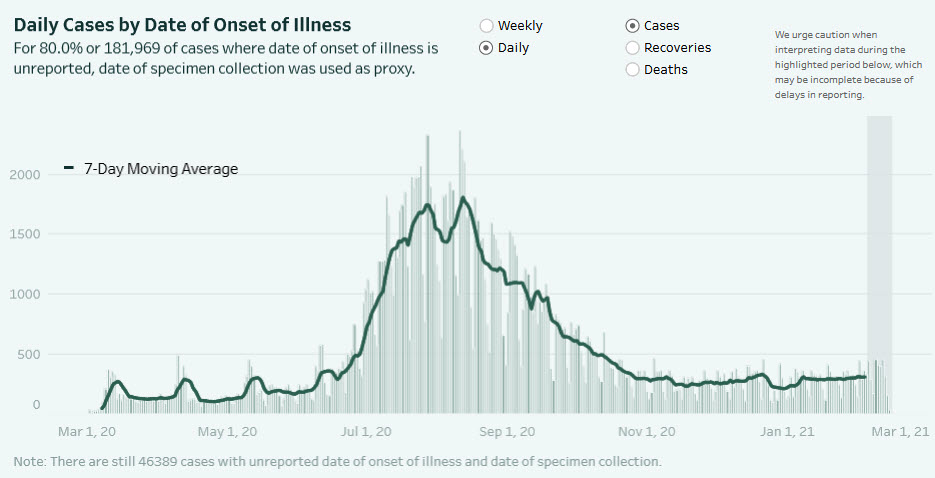 Daily Cases by Date of Onset of Illness
For 80.0% or 181,969 of cases where date of onset of illness is
unreported, date of specimen collection was used as proxy.
Weekly
Daily
Cases
Recoveries
Deaths
We urge caution when
interpreting data during the
highlighted period below, which
may be incomplete because of
delays in reporting.
7-Day Moving Average
2000
1500
1000
500
0
Mar 1, 20 May 1, 20 Jul 1, 20 Sep 1, 20 Nov 1, 20 Jan 1, 21 Mar 1, 21
Note: There are still 46389 cases with unreported date of onset of illness and date of specimen collection.